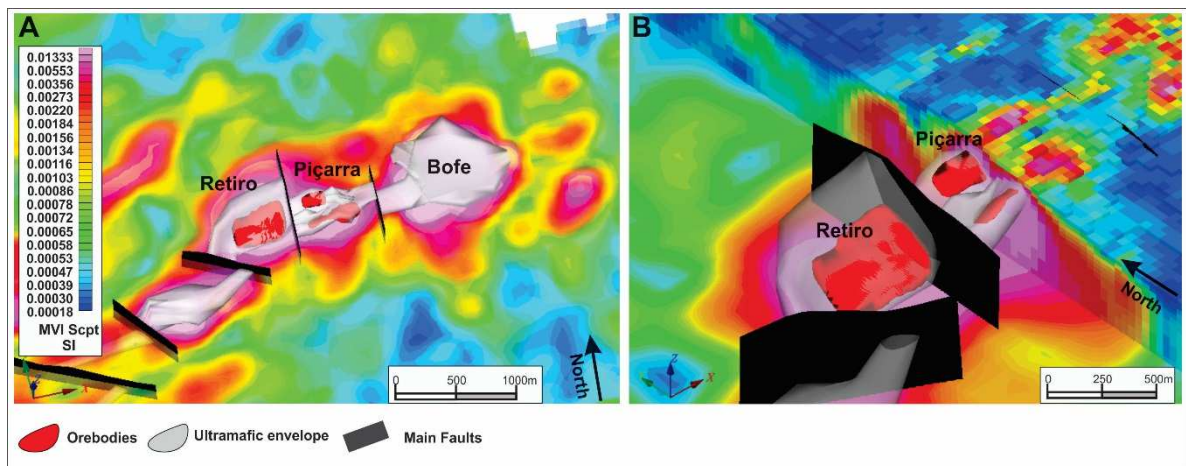 A
0.01333
0.00553
0.00356
0.00273
0.00220
0.00184
0.00156
0.00134
0.00116
0.00103
0.00086
0.00078
0.00072
0.00065
0.00058
0.00053
0.00047
0.00041
0.00030
0.00018
MVI Scpt
SI
Retiro
Piçarra
Bofe
Z
X
0 500 1000m
North
B
Piçarra
Retiro
North
Z
X
0 250 500m
Orebodies
Ultramafic envelope
Main Faults